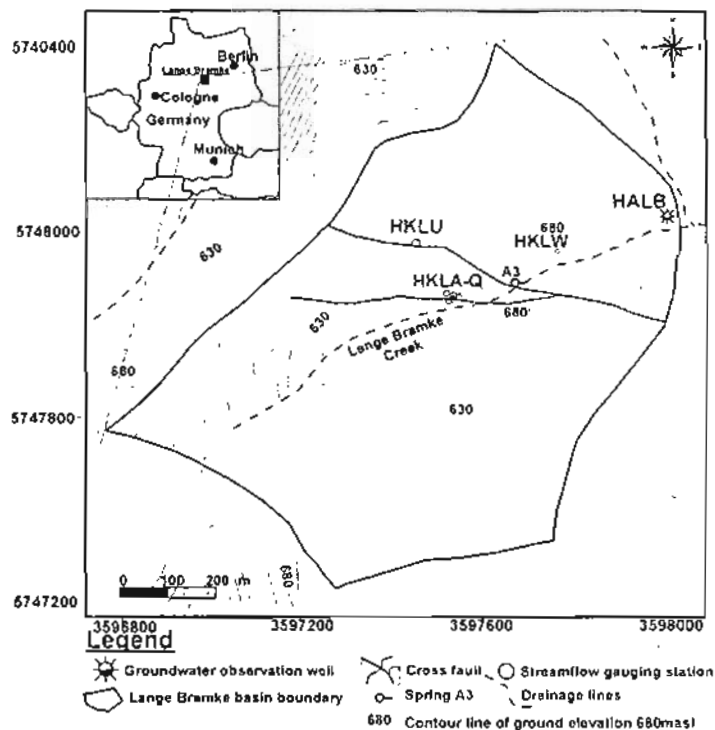 5740400
Berlin
Lange Bramke
Cologne
Germany
Munich
630
HALB
5748000
HKLU
680
HKLW
630
A3
HKLA-Q
630
680
Lange Bramke
Creek
680
5747800
630
0 100 200 m
680
5747200
3596800 3597200 3597600 3598000
Legend
Groundwater observation well
Cross fault
Streamflow gauging station
Lange Bramke basin boundary
Spring A3
Drainage lines
680 Contour line of ground elevation 680masl